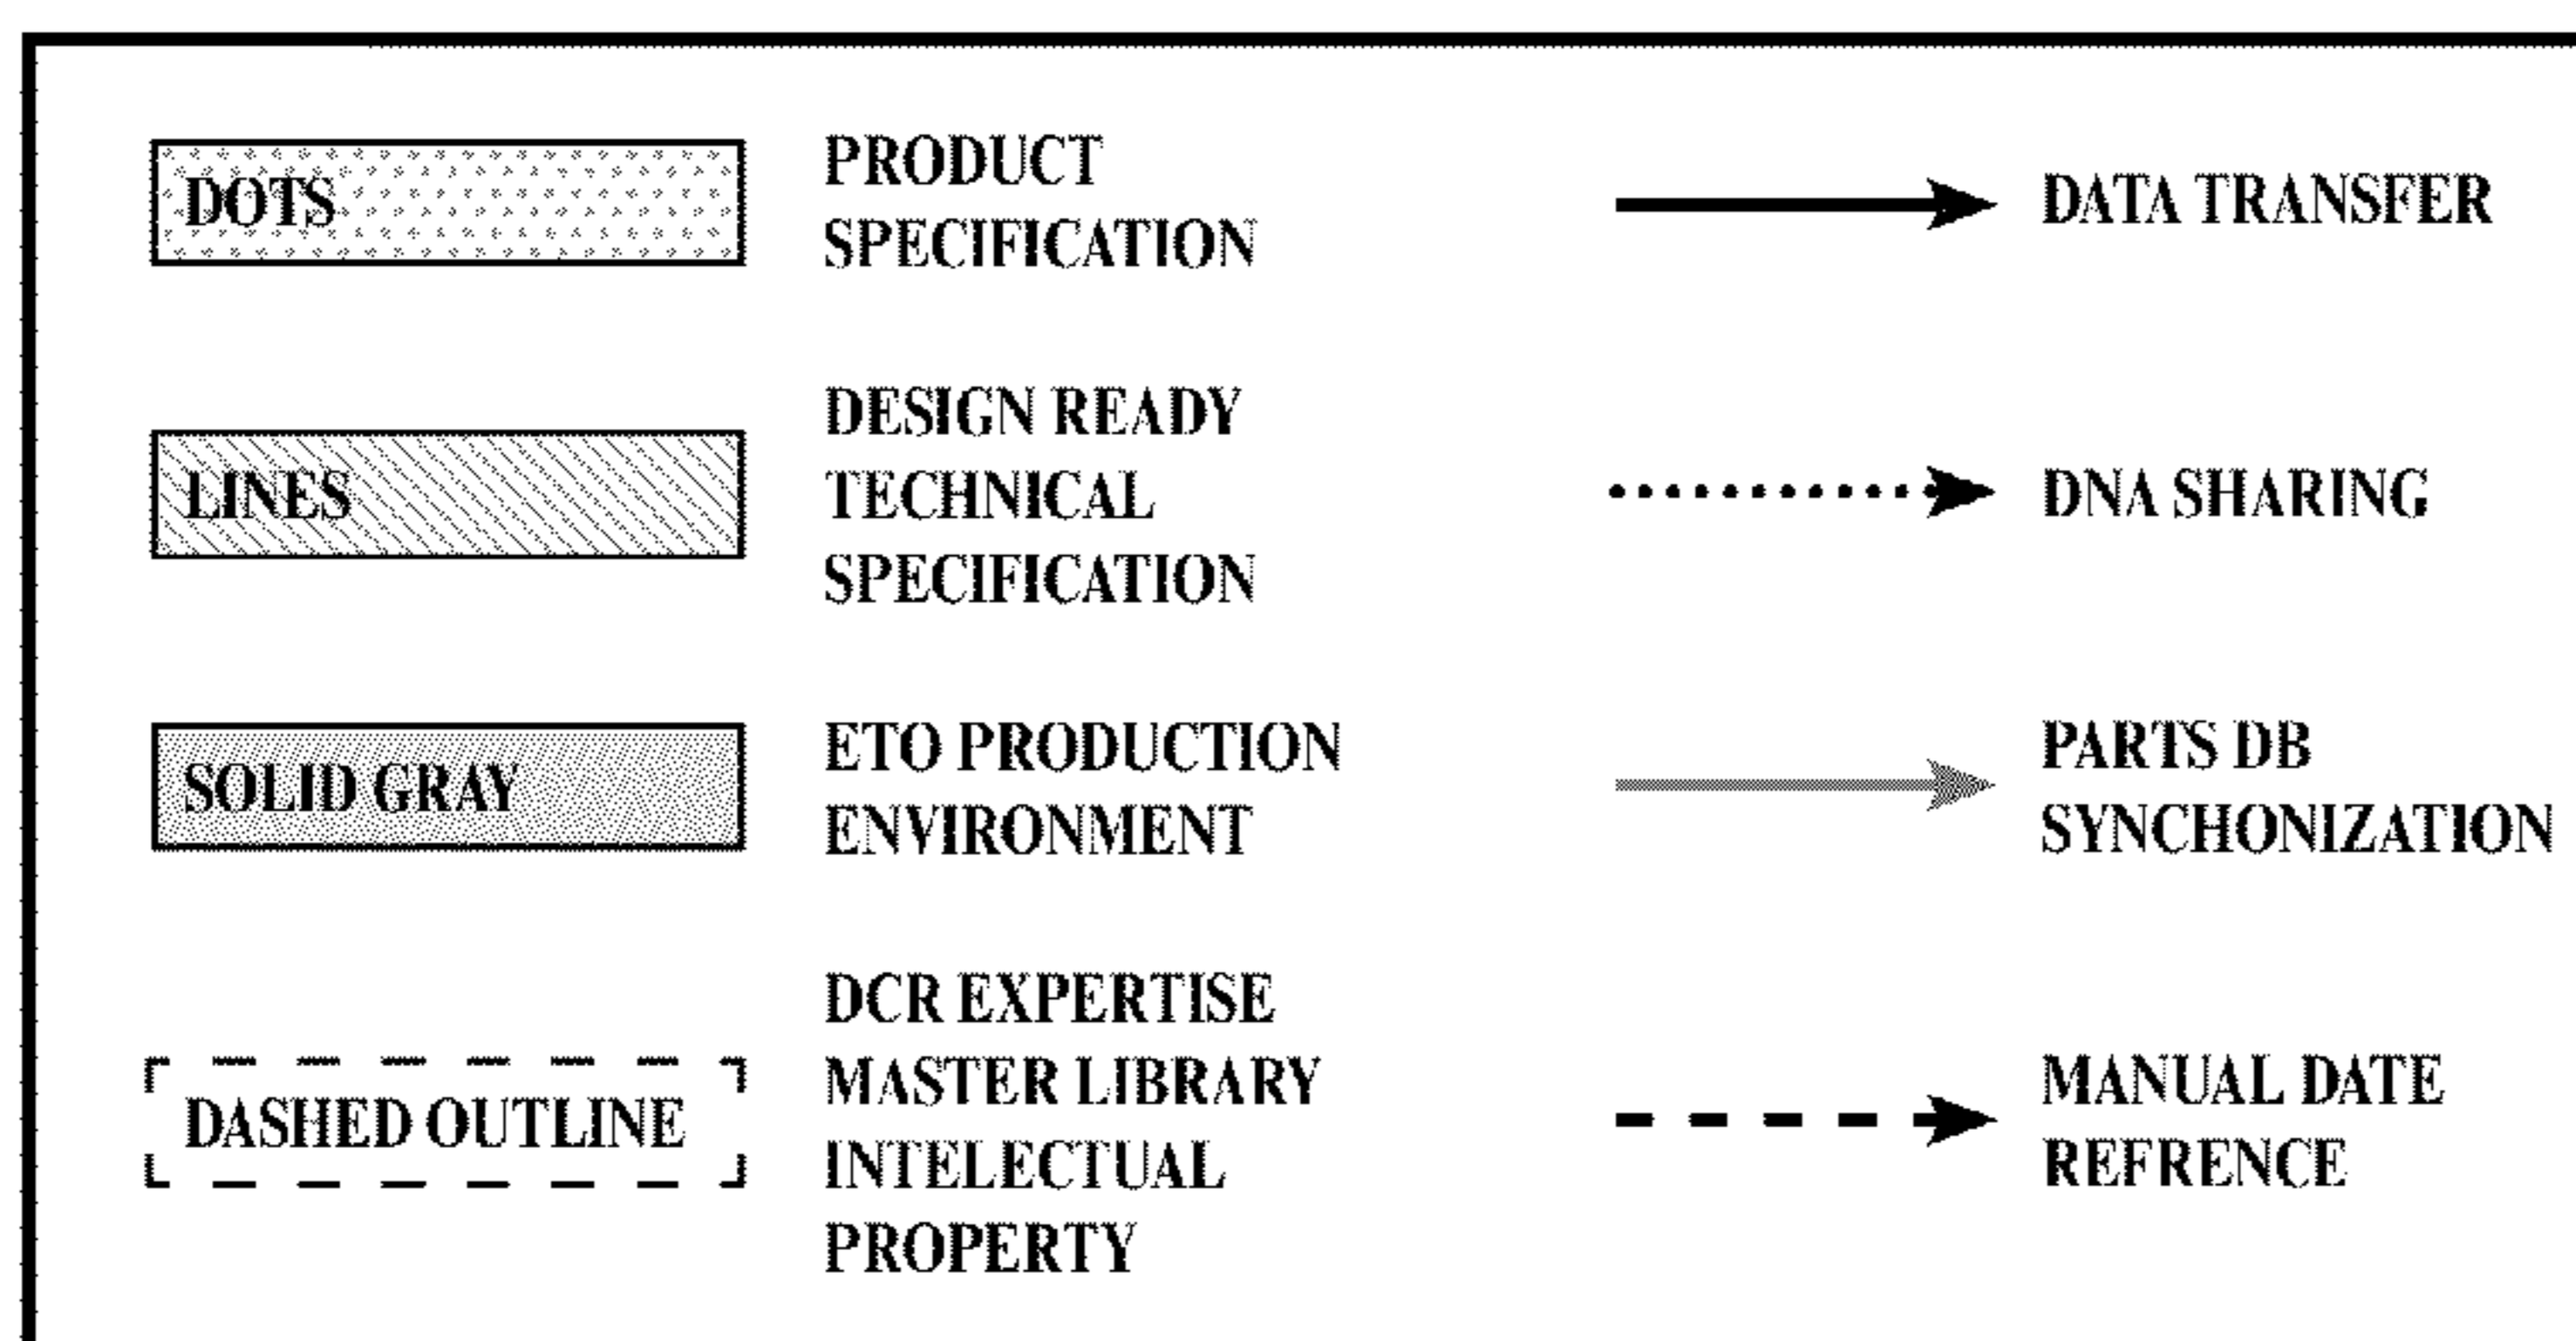 DOTS
PRODUCT
SPECIFICATION
DATA TRANSFER
LINES
DESIGN READY
TECHNICAL
SPECIFICATION
DNA SHARING
SOLID GRAY
ETO PRODUCTION
ENVIRONMENT
PARTS DB
SYNCHONIZATION
DASHED OUTLINE
DCR EXPERTISE
MASTER LIBRARY
INTELECTUAL
PROPERTY
MANUAL DATE
REFRENCE